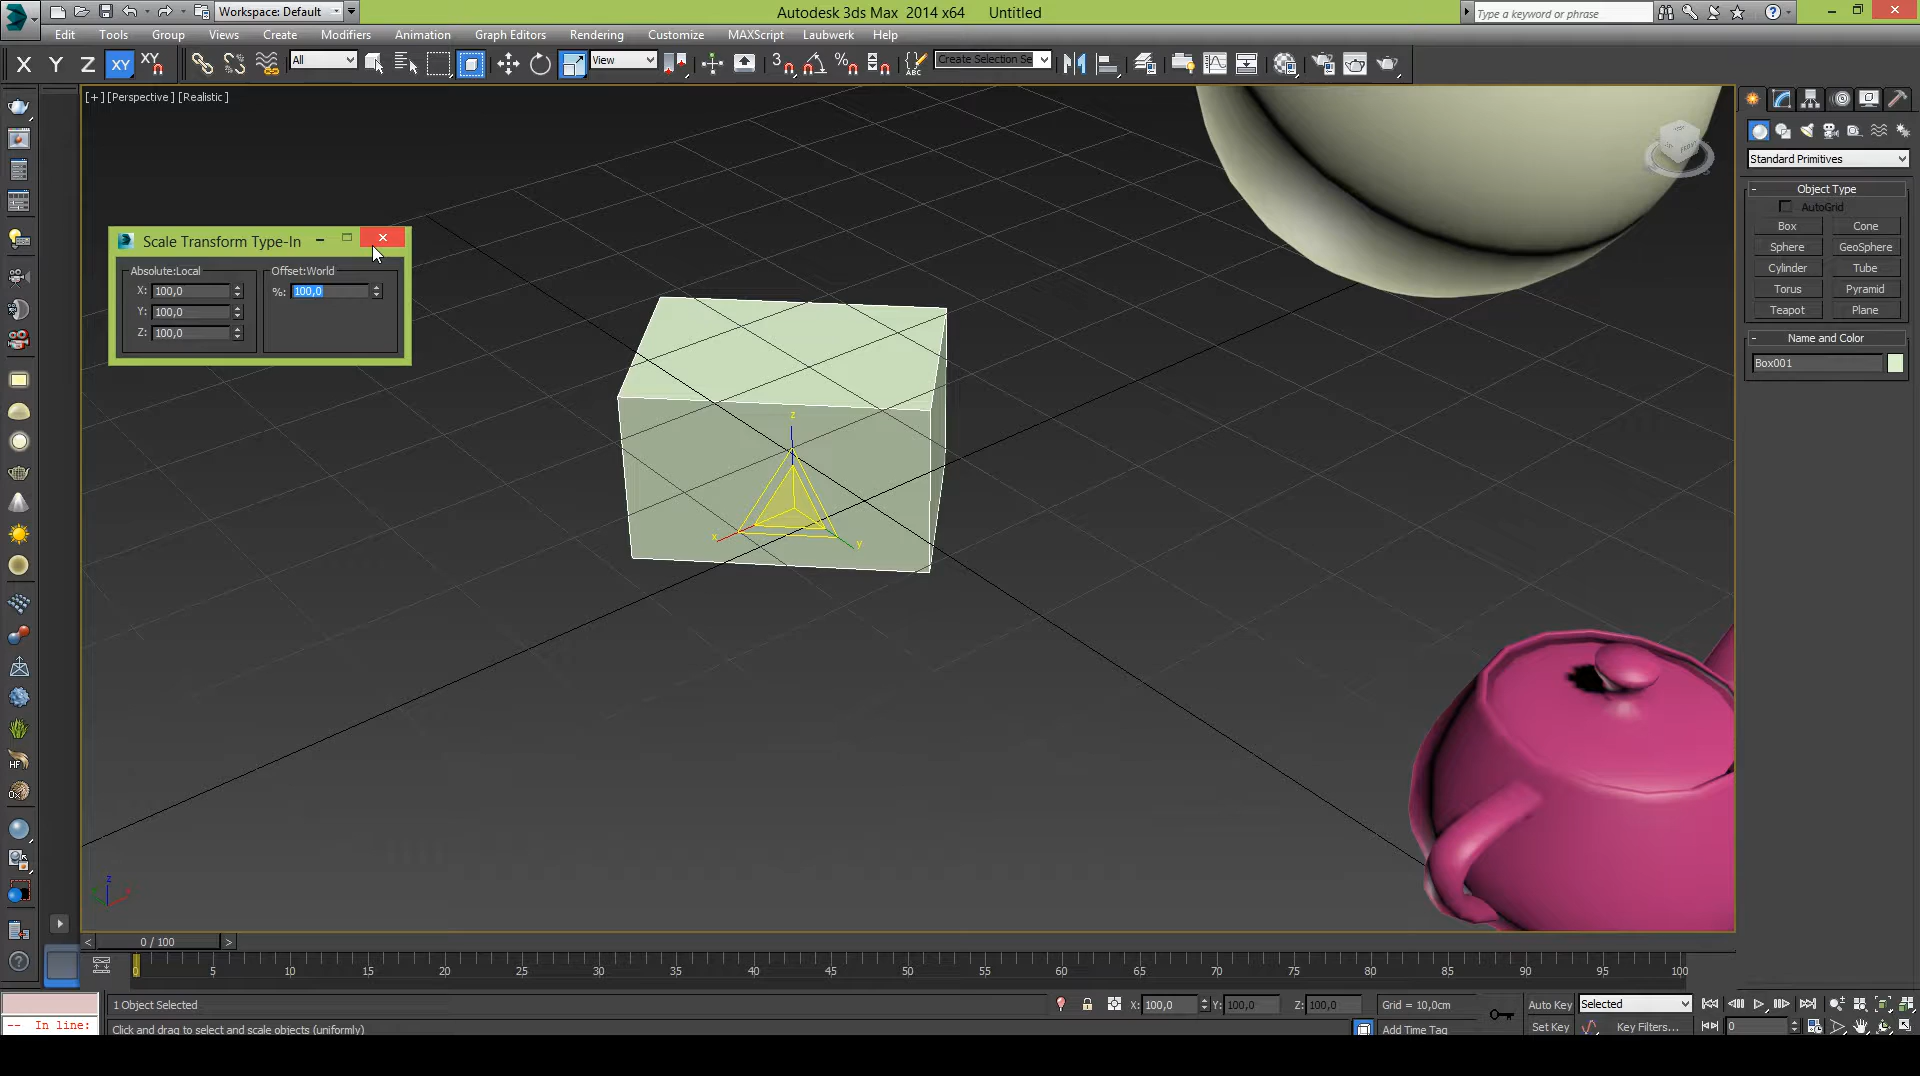 Workspace: Default
Autodesk 3ds Max 2014 x64 Untitled
Type a keyword or phrase
Edit Tools Group Views Create Modifiers Animation Graph Editors Rendering Customize MAXScript Laubwerk Help
X Y Z XY XY
All
View
3
%
ABC
Create Selection Se
[+] [Perspective] [Realistic]
Standard Primitives
- Object Type
AutoGrid
Box Cone
Sphere GeoSphere
Cylinder Tube
Torus Pyramid
Teapot Plane
- Name and Color
Box001
Scale Transform Type-In
Absolute:Local
X: 100,0
Y: 100,0
Z: 100,0
Offset:World
%: 100,0
z
x
y
HF
z
< 0 / 100 >
0 5 10 15 20 25 30 35 40 45 50 55 60 65 70 75 80 85 90 95 100
1 Object Selected
X: 100,0 Y: 100,0 Z: 100,0
Grid = 10,0cm
Auto Key
Selected
-- In line:
Click and drag to select and scale objects (uniformly)
Add Time Tag
Set Key
Key Filters...
0